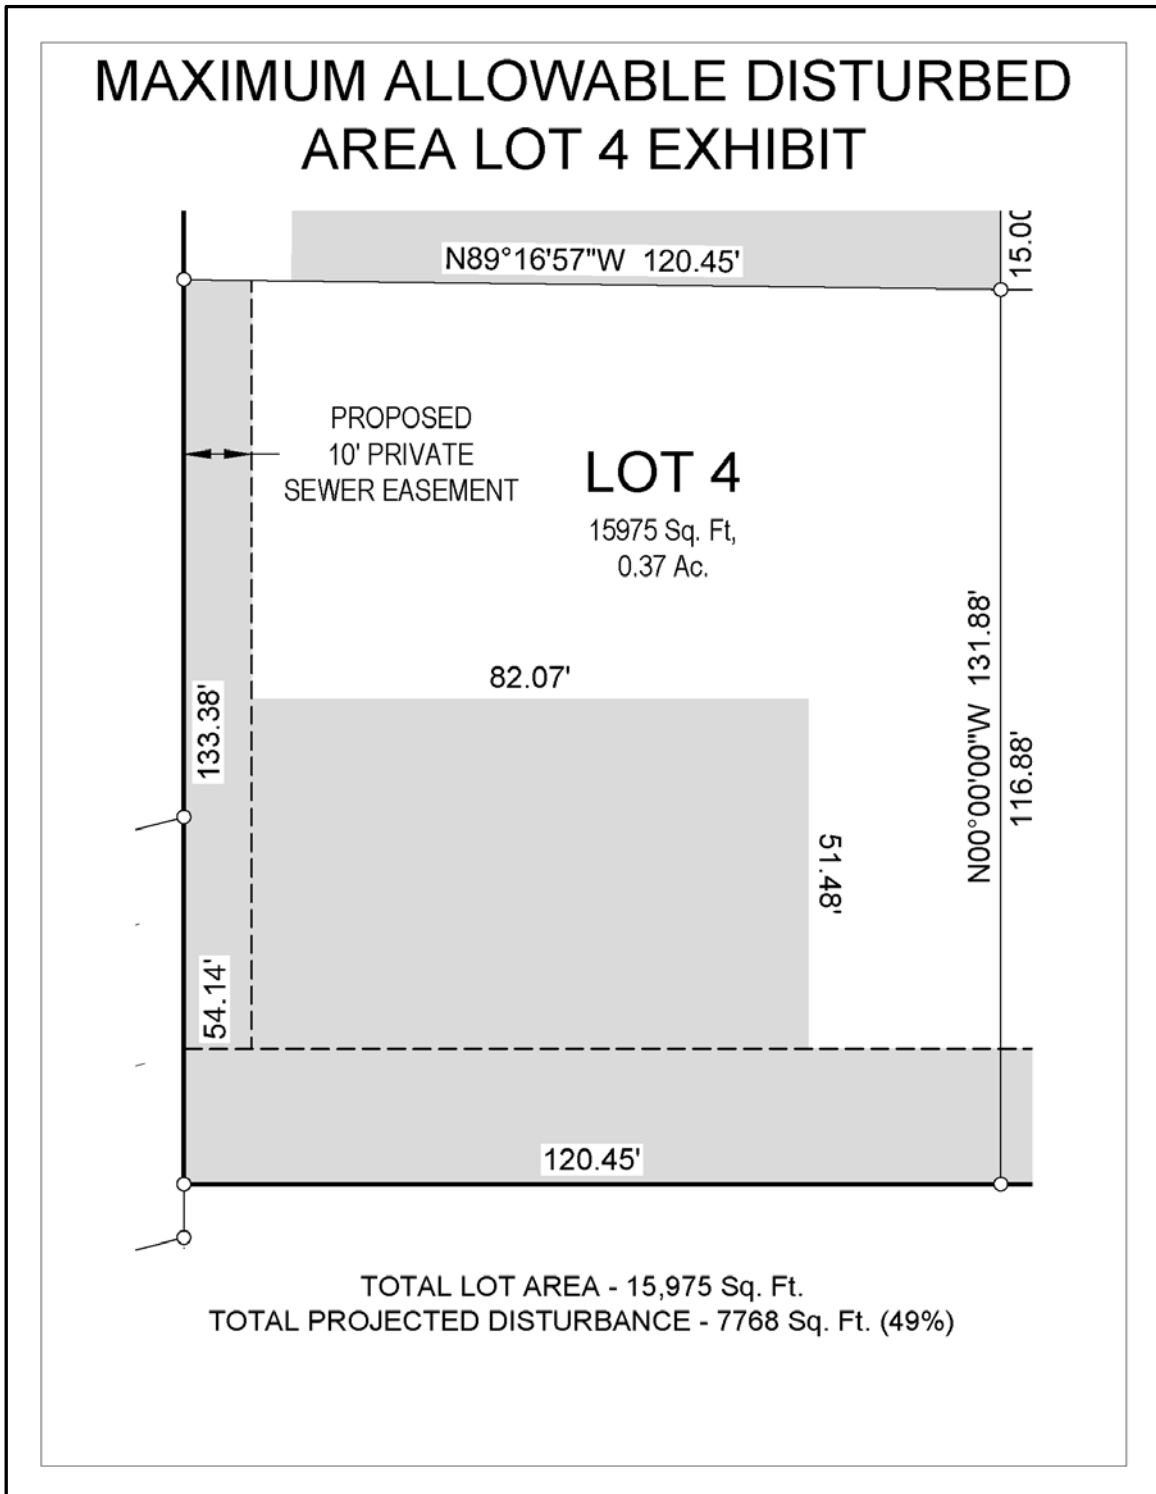 MAXIMUM ALLOWABLE DISTURBED
AREA LOT 4 EXHIBIT
15.00
N89°16'57"W 120.45'
PROPOSED
10' PRIVATE
SEWER EASEMENT
LOT 4
15975 Sq. Ft,
0.37 Ac.
82.07'
133.38'
51.48'
N00°00'00"W 131.88'
116.88'
54.14'
120.45'
TOTAL LOT AREA - 15,975 Sq. Ft.
TOTAL PROJECTED DISTURBANCE - 7768 Sq. Ft. (49%)